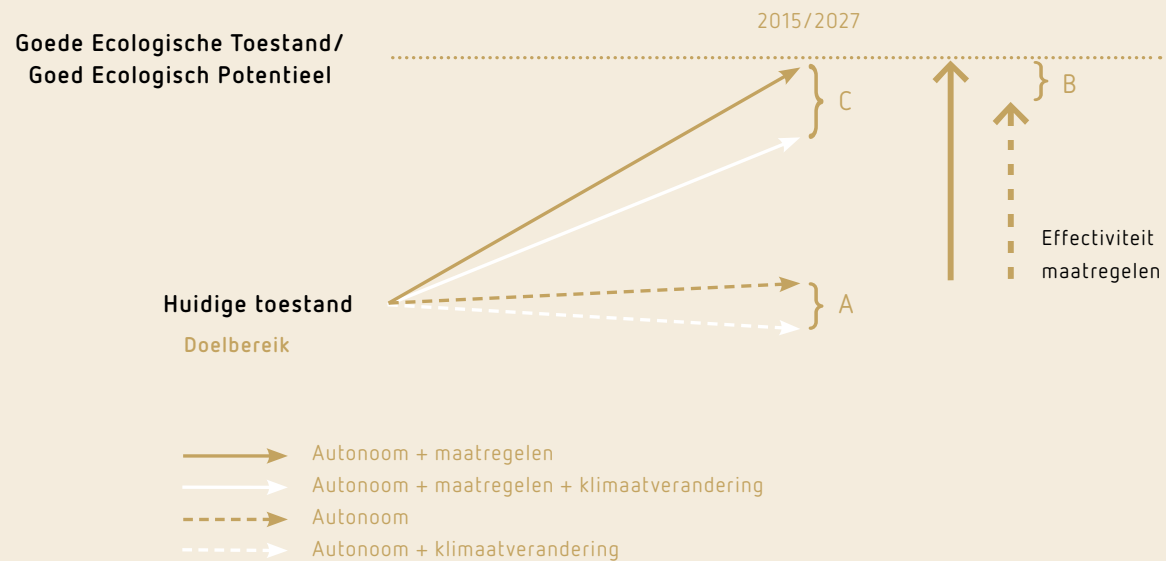 2015/2027
Goede Ecologische Toestand/
Goed Ecologisch Potentieel
C
B
Effectiviteit
maatregelen
Huidige toestand
A
Doelbereik
Autonoom + maatregelen
Autonoom + maatregelen + klimaatverandering
Autonoom
Autonoom + klimaatverandering